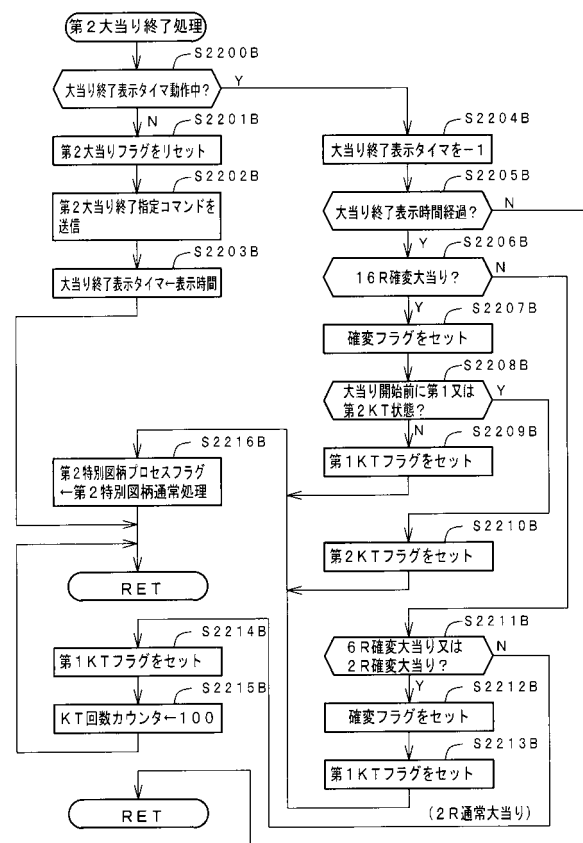 第2大当り終了処理
S2200B
大当り終了表示タイマ動作中?
Y
N
S2201B
第2大当りフラグをリセット
S2202B
第2大当り終了指定コマンドを
送信
S2203B
大当り終了表示タイマ←表示時間
S2204B
大当り終了表示タイマを−1
S2205B
大当り終了表示時間経過?
N
Y
S2206B
16R確変大当り?
N
Y
S2207B
確変フラグをセット
S2208B
大当り開始前に第1又は
第2KT状態?
Y
N
S2209B
第1KTフラグをセット
S2210B
第2KTフラグをセット
S2211B
6R確変大当り又は
2R確変大当り?
N
Y
S2212B
確変フラグをセット
S2213B
第1KTフラグをセット
(2R通常大当り)
S2216B
第2特別図柄プロセスフラグ
←第2特別図柄通常処理
RET
S2214B
第1KTフラグをセット
S2215B
KT回数カウンタ←100
RET